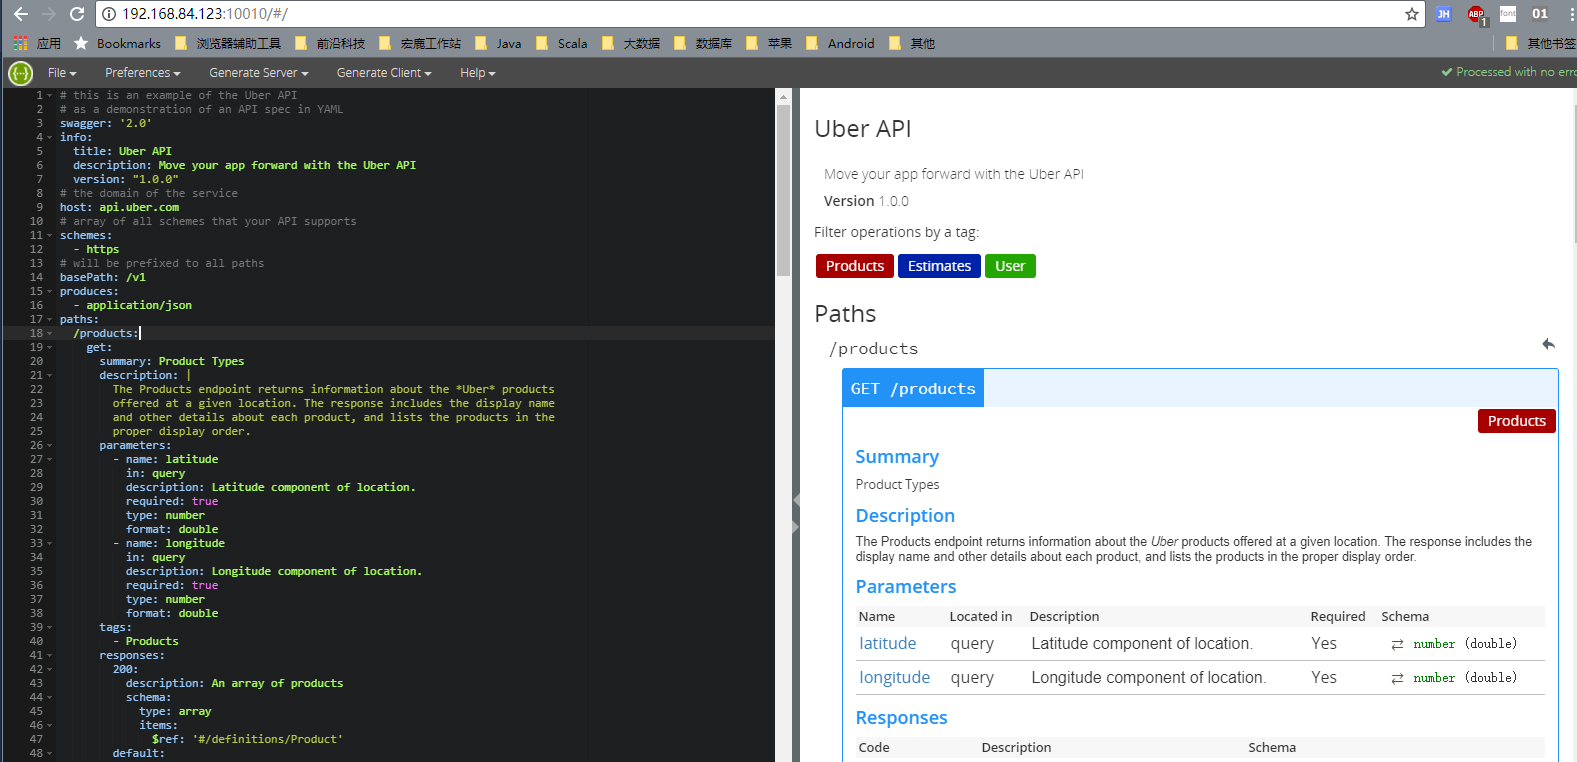 192.168.84.123:10010/#/
JH
ABP
1
font
01
应用
Bookmarks
浏览器辅助工具
前沿科技
宏鹿工作站
Java
Scala
大数据
数据库
苹果
Android
其他
其他书签
{···}
File
Preferences
Generate Server
Generate Client
Help
Processed with no erro
1 # this is an example of the Uber API
2 # as a demonstration of an API spec in YAML
3 swagger: '2.0'
4 info:
5 title: Uber API
6 description: Move your app forward with the Uber API
7 version: "1.0.0"
8 # the domain of the service
9 host: api.uber.com
10 # array of all schemes that your API supports
11 schemes:
12 - https
13 # will be prefixed to all paths
14 basePath: /v1
15 produces:
16 - application/json
17 paths:
18 /products:
19 get:
20 summary: Product Types
21 description: |
22 The Products endpoint returns information about the *Uber* products
23 offered at a given location. The response includes the display name
24 and other details about each product, and lists the products in the
25 proper display order.
26 parameters:
27 - name: latitude
28 in: query
29 description: Latitude component of location.
30 required: true
31 type: number
32 format: double
33 - name: longitude
34 in: query
35 description: Longitude component of location.
36 required: true
37 type: number
38 format: double
39 tags:
40 - Products
41 responses:
42 200:
43 description: An array of products
44 schema:
45 type: array
46 items:
47 $ref: '#/definitions/Product'
48 default:
Uber API
Move your app forward with the Uber API
Version 1.0.0
Filter operations by a tag:
Products Estimates User
Paths
/products
GET /products
Products
Summary
Product Types
Description
The Products endpoint returns information about the Uber products offered at a given location. The response includes the
display name and other details about each product, and lists the products in the proper display order.
Parameters
Name Located in Description Required Schema
latitude query Latitude component of location. Yes ⇄ number (double)
longitude query Longitude component of location. Yes ⇄ number (double)
Responses
Code Description Schema